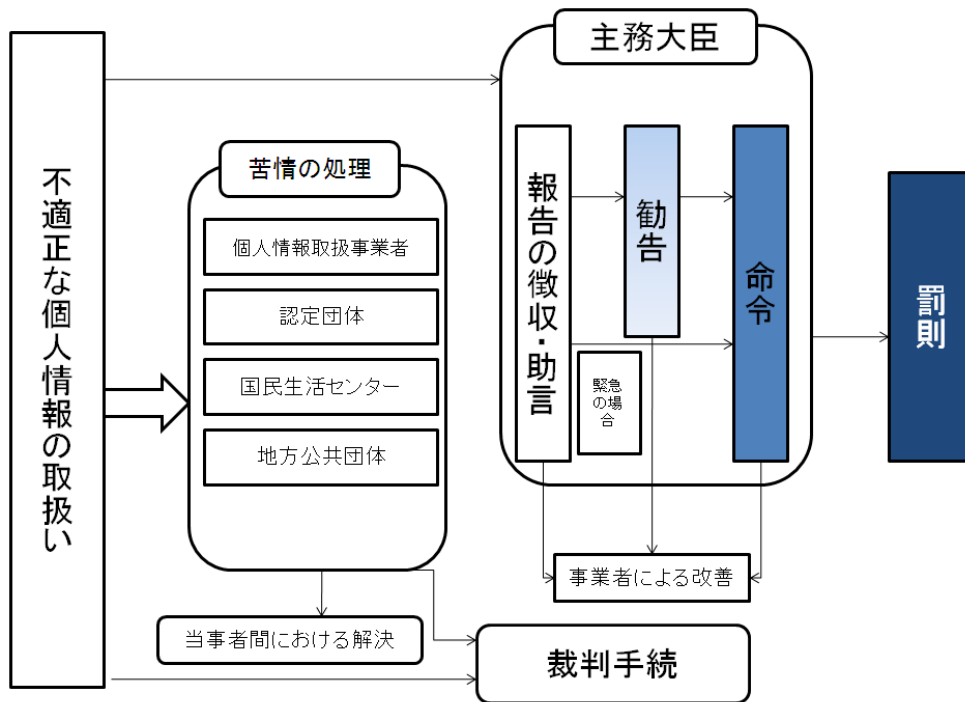 主務大臣
不適正な個人情報の取扱い
苦情の処理
個人情報取扱事業者
認定団体
国民生活センター
地方公共団体
報告の徴収・助言
勧告
緊急
の場
合
命令
罰則
事業者による改善
当事者間における解決
裁判手続